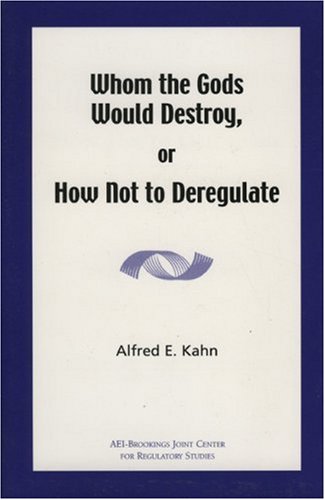 Whom the Gods
Would Destroy,
or
How Not to Deregulate
Alfred E. Kahn
AEI-Brookings Joint Center
for Regulatory Studies